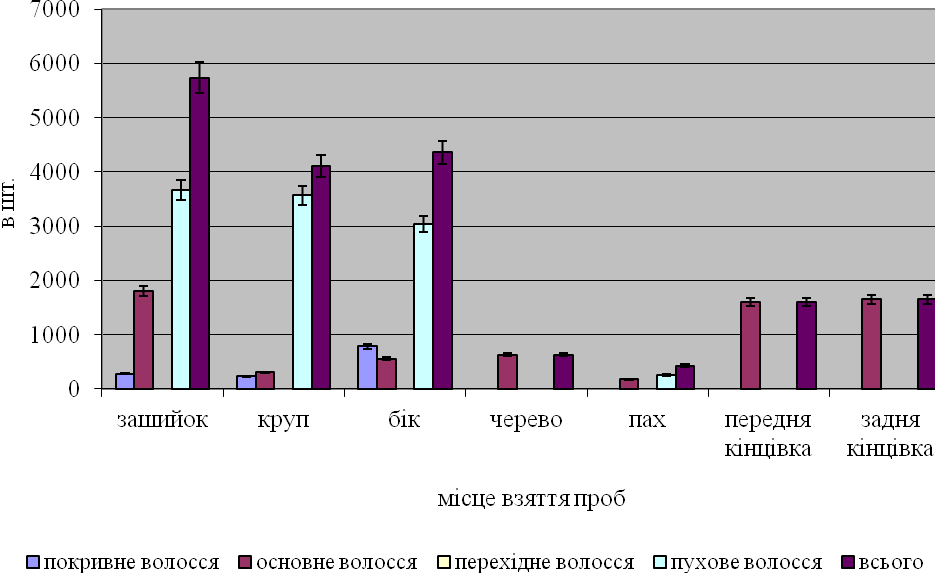 7000
6000
5000
4000
3000
2000
1000
0
в шт.
зашийок круп бік черево пах передня кінцівка задня кінцівка
місце взяття проб
покривне волосся основне волосся перехідне волосся пухове волосся всього